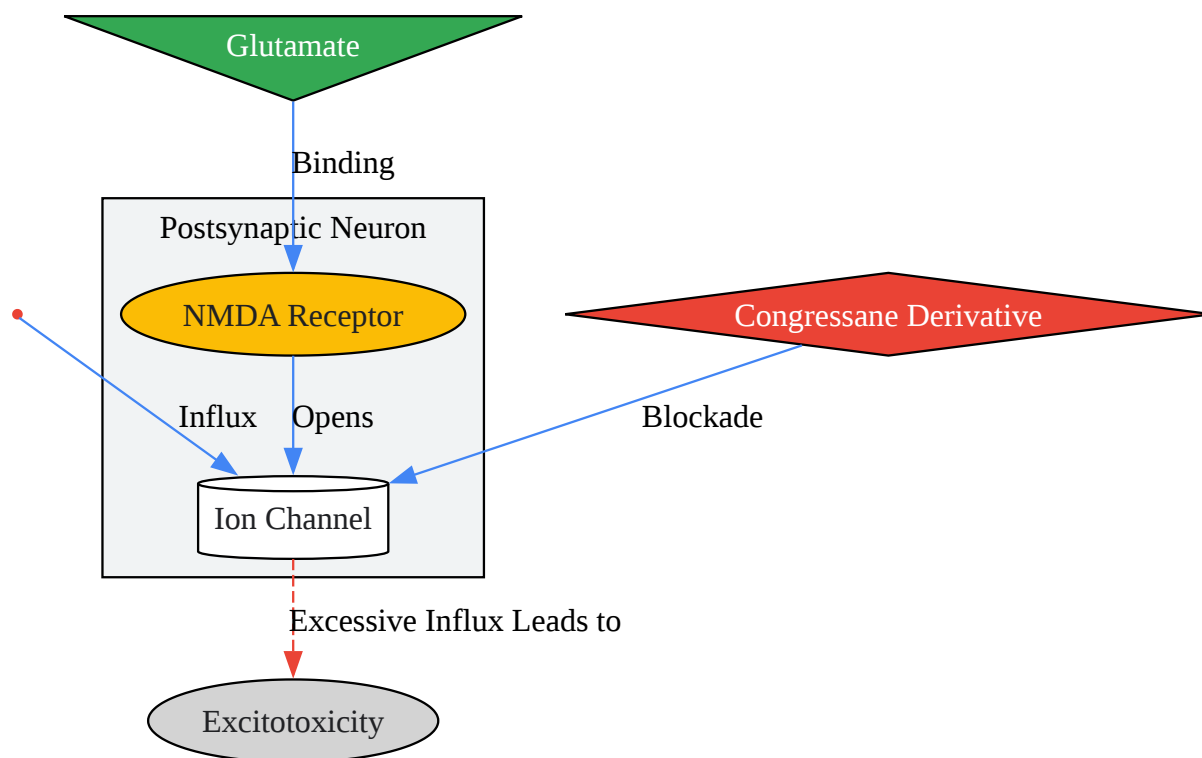 Glutamate
Binding
Postsynaptic Neuron
NMDA Receptor
Congressane Derivative
Influx
Opens
Blockade
Ion Channel
Excessive Influx Leads to
Excitotoxicity